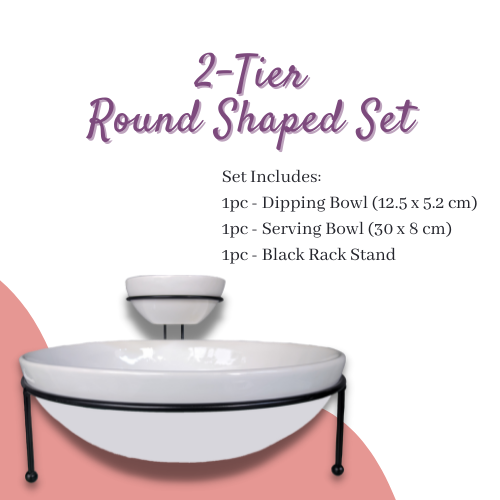 2-Tier
Round Shaped Set
Set Includes:
1pc - Dipping Bowl (12.5 x 5.2 cm)
1pc - Serving Bowl (30 x 8 cm)
1pc - Black Rack Stand